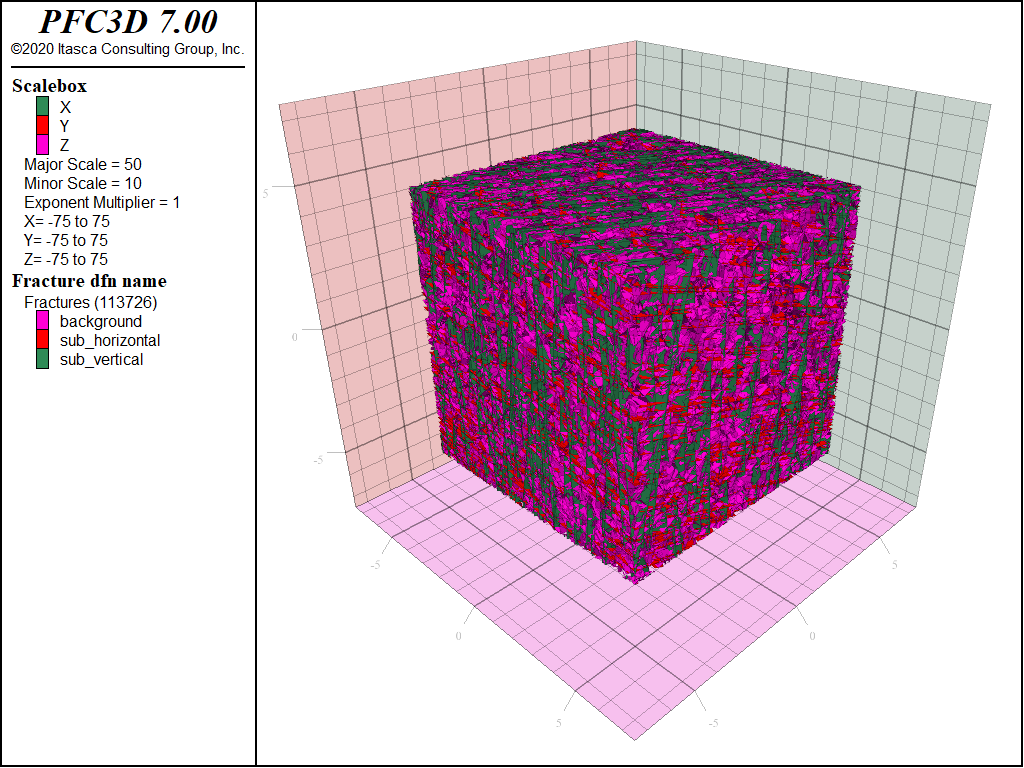 PFC3D 7.00
©2020 Itasca Consulting Group, Inc.
Scalebox
X
Y
Z
Major Scale = 50
Minor Scale = 10
Exponent Multiplier = 1
X= -75 to 75
Y= -75 to 75
Z= -75 to 75
Fracture dfn name
Fractures (113726)
background
sub_horizontal
sub_vertical
5
0
-5
-5
5
0
0
5
-5